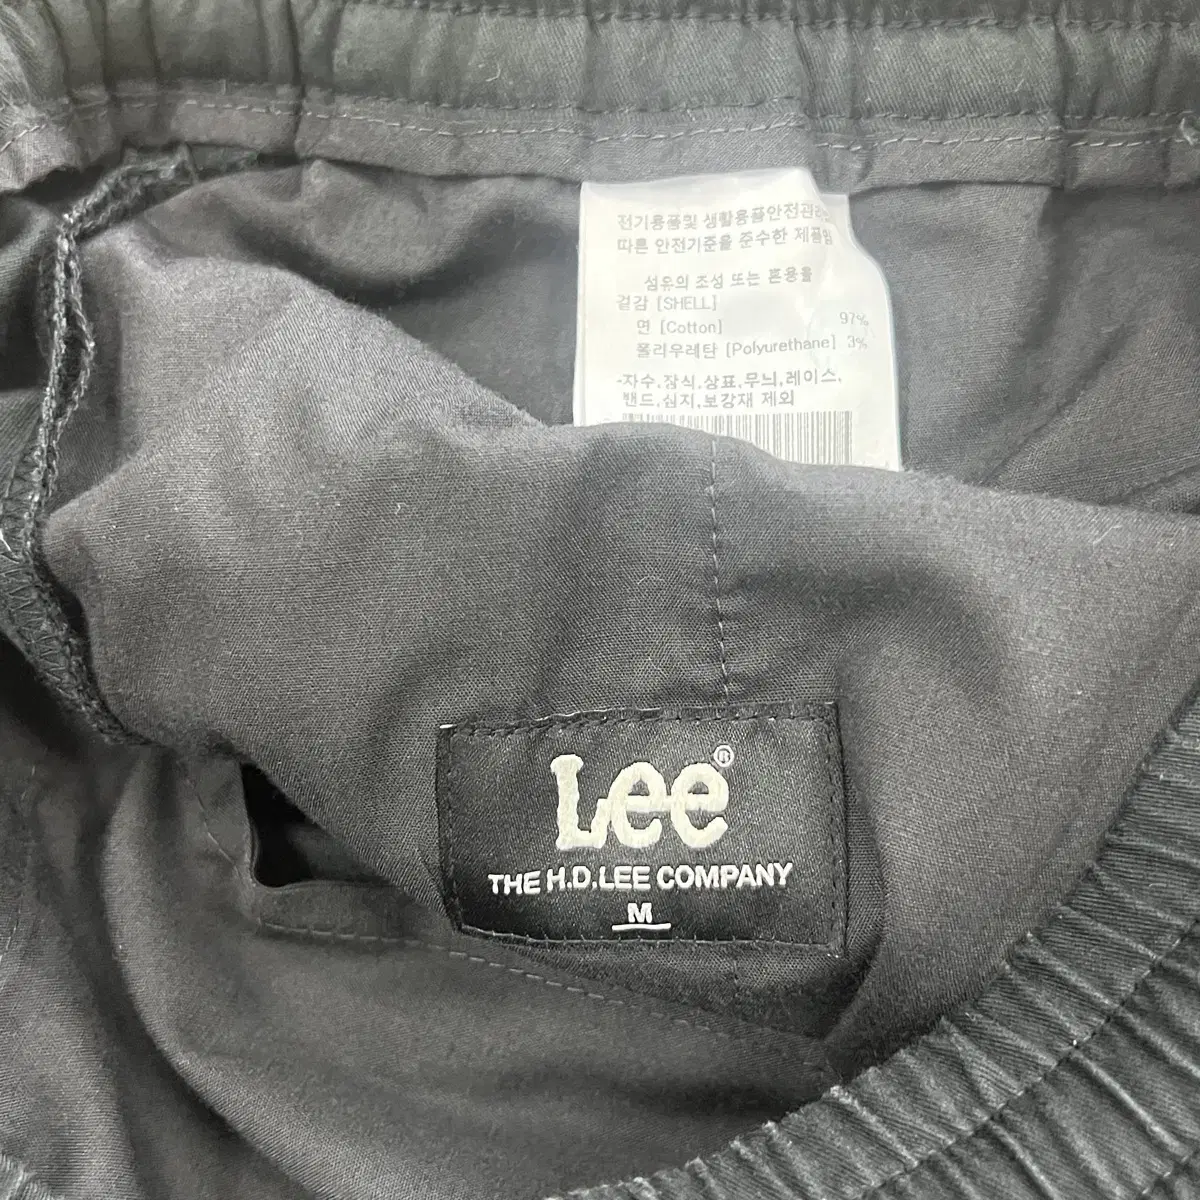 전기용품및 생활용품안전관리법
따른 안전기준을 준수한 제품임
섬유의 조성 또는 혼용율
겉감 [SHELL]
면 [Cotton] 97%
폴리우레탄 [Polyurethane] 3%
-자수,장식,상표,무늬,레이스,
밴드,심지,보강재 제외
Lee®
THE H.D.LEE COMPANY
M